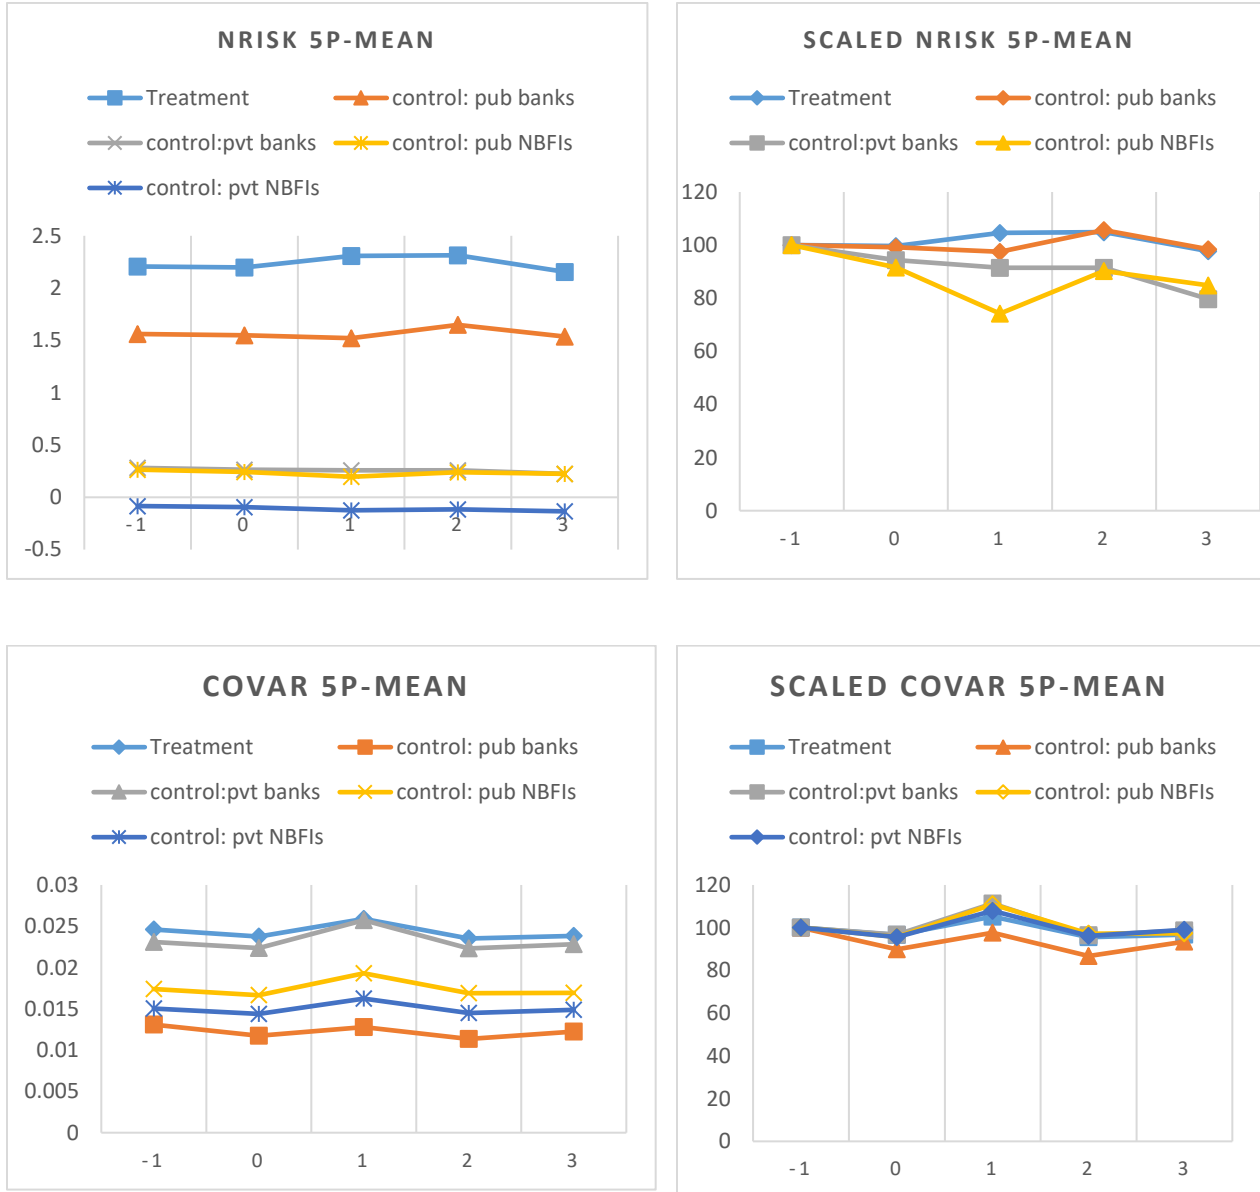 NRISK 5P-MEAN
Treatment control: pub banks
control:pvt banks control: pub NBFIs
control: pvt NBFIs
2.5
2
1.5
1
0.5
0
-0.5
-1 0 1 2 3
SCALED NRISK 5P-MEAN
Treatment control: pub banks
control:pvt banks control: pub NBFIs
120
100
80
60
40
20
0
-1 0 1 2 3
COVAR 5P-MEAN
Treatment control: pub banks
control:pvt banks control: pub NBFIs
control: pvt NBFIs
0.03
0.025
0.02
0.015
0.01
0.005
0
-1 0 1 2 3
SCALED COVAR 5P-MEAN
Treatment control: pub banks
control:pvt banks control: pub NBFIs
control: pvt NBFIs
120
100
80
60
40
20
0
-1 0 1 2 3